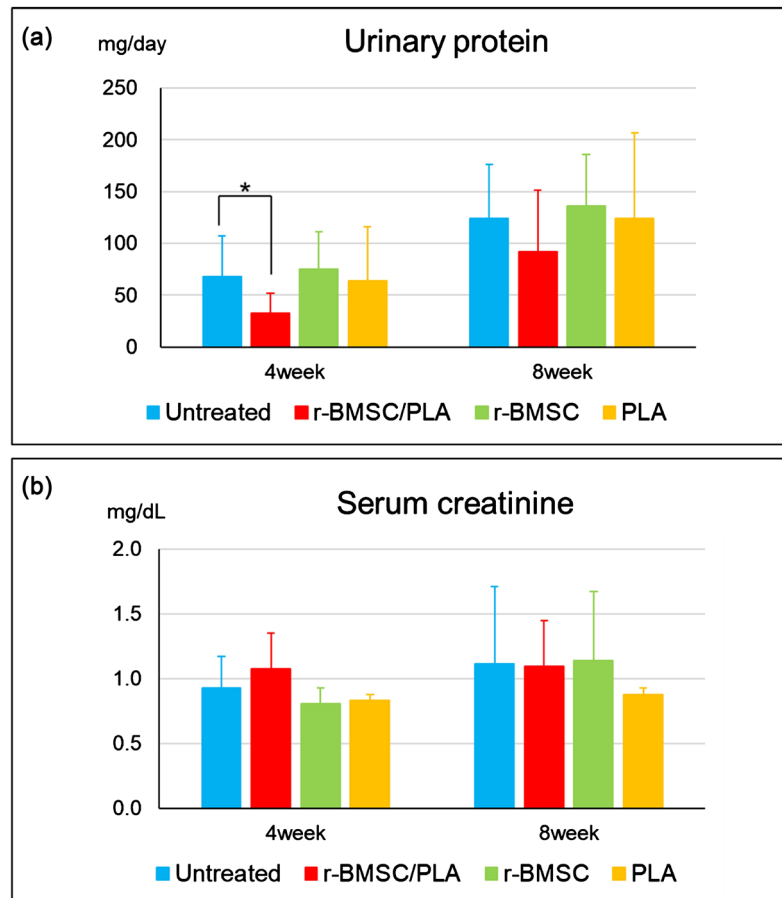 (a)
mg/day
Urinary protein
250
200
150
100
50
0
*
4week 8week
Untreated r-BMSC/PLA r-BMSC PLA
(b)
mg/dL
Serum creatinine
2.0
1.5
1.0
0.5
0.0
4week 8week
Untreated r-BMSC/PLA r-BMSC PLA